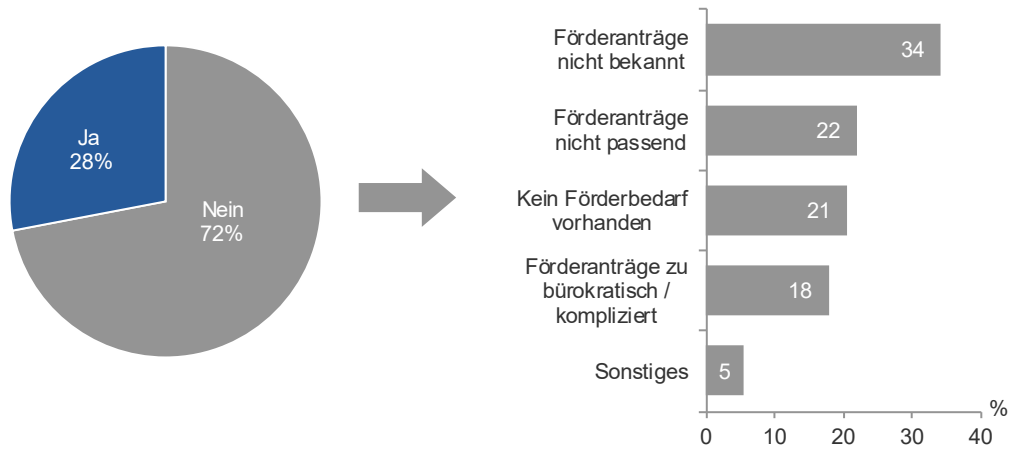 Ja
28%
Nein
72%
Förderanträge
nicht bekannt
34
Förderanträge
nicht passend
22
Kein Förderbedarf
vorhanden
21
Förderanträge zu
bürokratisch /
kompliziert
18
Sonstiges
5
%
0 10 20 30 40